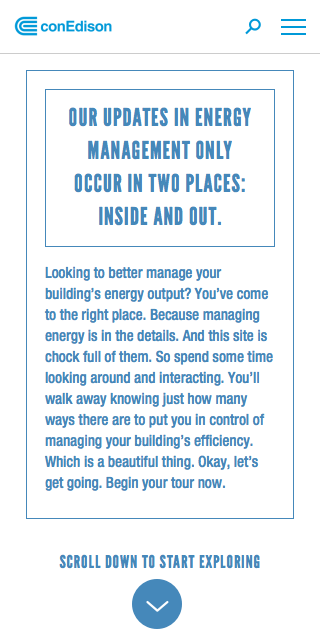 conEdison
OUR UPDATES IN ENERGY
MANAGEMENT ONLY
OCCUR IN TWO PLACES:
INSIDE AND OUT.
Looking to better manage your
building's energy output? You've come
to the right place. Because managing
energy is in the details. And this site is
chock full of them. So spend some time
looking around and interacting. You'll
walk away knowing just how many
ways there are to put you in control of
managing your building's efficiency.
Which is a beautiful thing. Okay, let's
get going. Begin your tour now.
SCROLL DOWN TO START EXPLORING